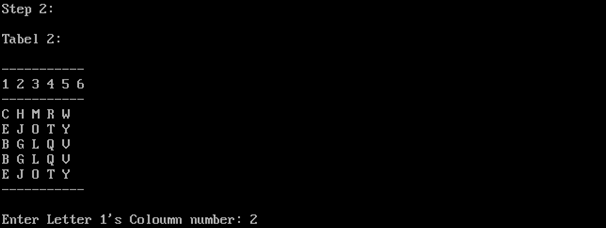 Step 2:
Tabel 2:
-----------
1 2 3 4 5 6
-----------
C H M R W
E J O T Y
B G L Q V
B G L Q V
E J O T Y
-----------
Enter Letter 1's Coloumn number: 2